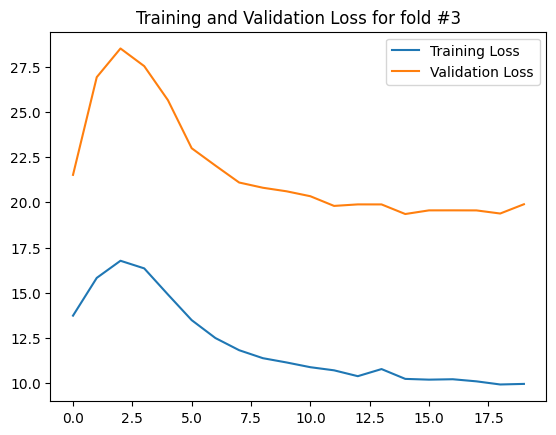 Training and Validation Loss for fold #3
Training Loss
Validation Loss
27.5
25.0
22.5
20.0
17.5
15.0
12.5
10.0
0.0 2.5 5.0 7.5 10.0 12.5 15.0 17.5